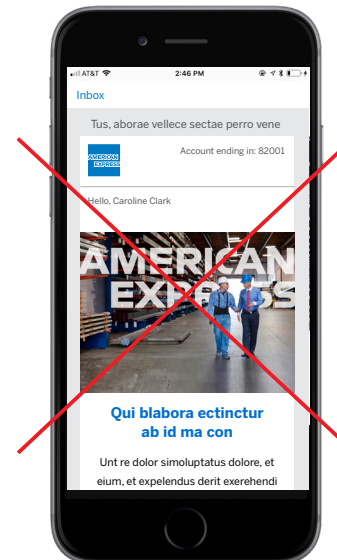 AT&T 2:46 PM
Inbox
Tus, aborae vellece sectae perro vene
AMERICAN
EXPRESS
Account ending in: 82001
Hello, Caroline Clark
AMERICAN
EXPRESS
Qui blabora ectinctur
ab id ma con
Unt re dolor simoluptatus dolore, et
eium, et expelendus derit exerehendi